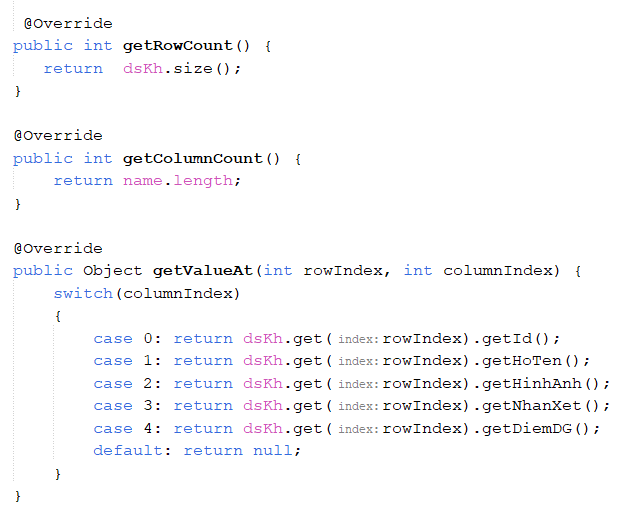 @Override
public int getRowCount() {
return dsKh.size();
}
@Override
public int getColumnCount() {
return name.length;
}
@Override
public Object getValueAt(int rowIndex, int columnIndex) {
switch(columnIndex)
{
case 0: return dsKh.get( index: rowIndex).getId();
case 1: return dsKh.get( index: rowIndex).getHoTen();
case 2: return dsKh.get( index: rowIndex).getHinhAnh();
case 3: return dsKh.get( index: rowIndex).getNhanXet();
case 4: return dsKh.get( index: rowIndex).getDiemDG();
default: return null;
}
}